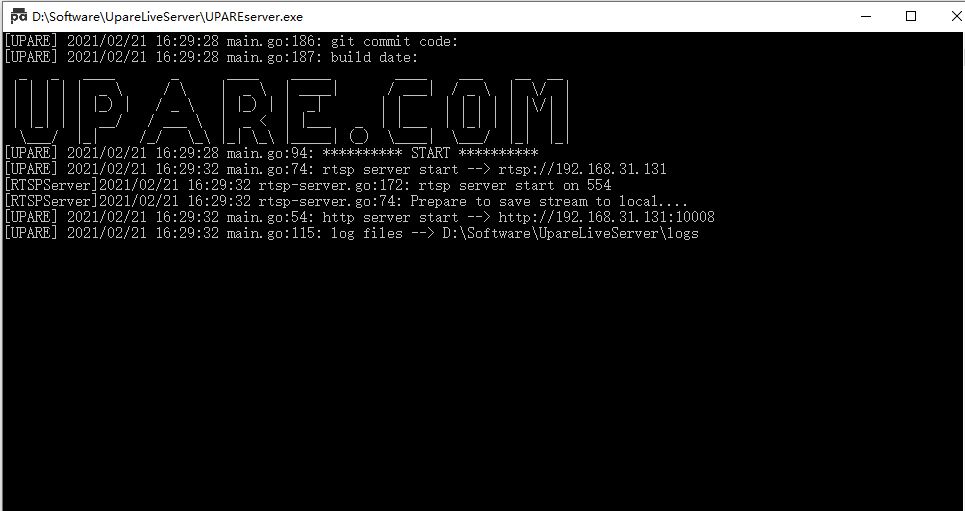 D:\Software\UpareLiveServer\UPAREserver.exe
[UPARE] 2021/02/21 16:29:28 main.go:186: git commit code:
[UPARE] 2021/02/21 16:29:28 main.go:187: build date:
UPARE.COM
[UPARE] 2021/02/21 16:29:28 main.go:94: ********** START **********
[UPARE] 2021/02/21 16:29:32 main.go:74: rtsp server start --> rtsp://192.168.31.131
[RTSPServer]2021/02/21 16:29:32 rtsp-server.go:172: rtsp server start on 554
[RTSPServer]2021/02/21 16:29:32 rtsp-server.go:74: Prepare to save stream to local....
[UPARE] 2021/02/21 16:29:32 main.go:54: http server start --> http://192.168.31.131:10008
[UPARE] 2021/02/21 16:29:32 main.go:115: log files --> D:\Software\UpareLiveServer\logs